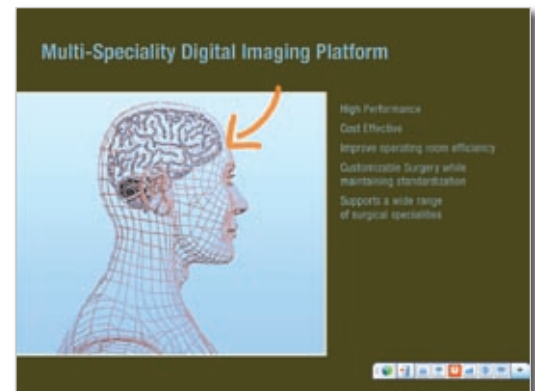 Multi-Speciality Digital Imaging Platform
High Performance
Cost Effective
Improve operating room efficiency
Customizable Surgery while
maintaining standardization
Supports a wide range
of surgical specialities